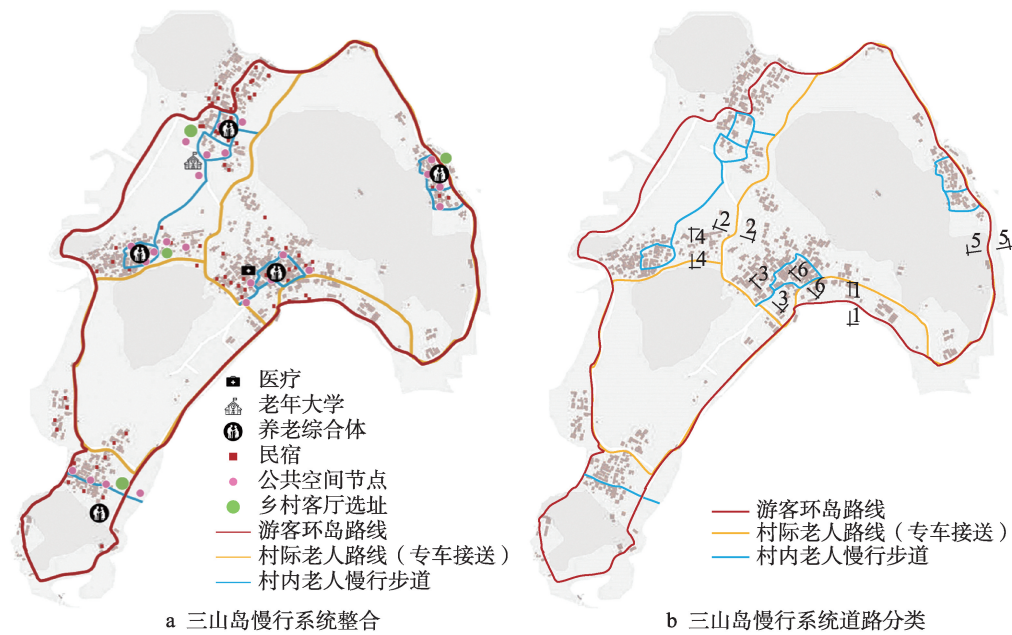 医疗
老年大学
养老综合体
民宿
公共空间节点
乡村客厅选址
游客环岛路线
村际老人路线（专车接送）
村内老人慢行步道
a 三山岛慢行系统整合
2
2
4
4
5
5
3
6
3
6
1
1
游客环岛路线
村际老人路线（专车接送）
村内老人慢行步道
b 三山岛慢行系统道路分类